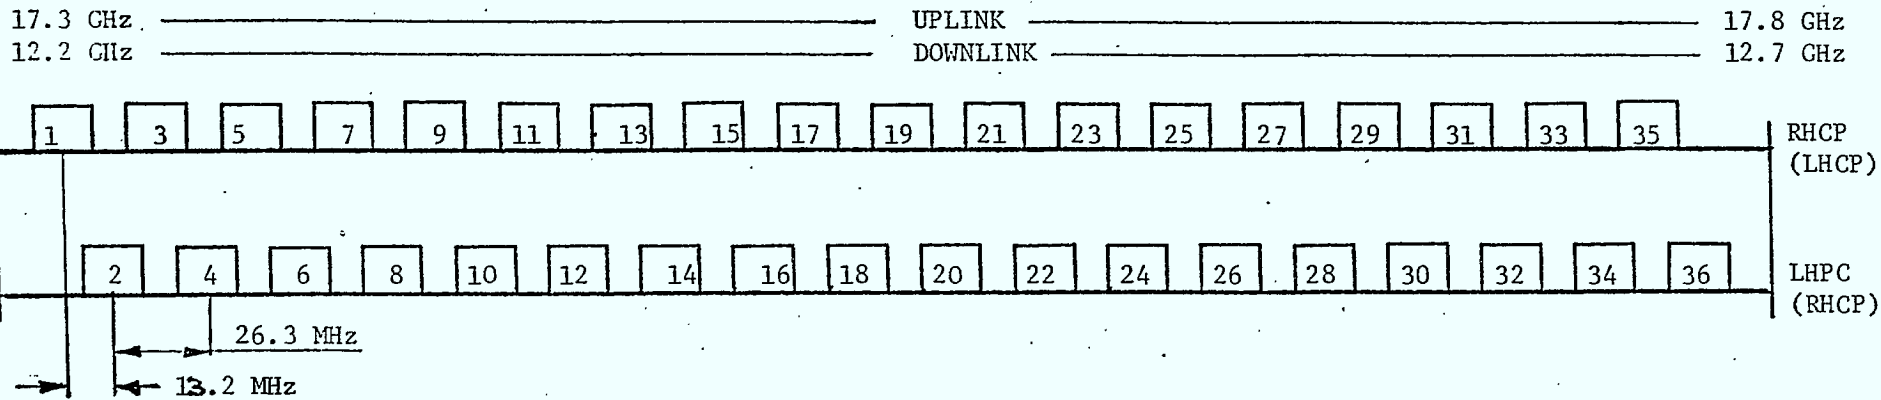 17.3 GHz UPLINK 17.8 GHz
12.2 GHz DOWNLINK 12.7 GHz
1 3 5 7 9 11 13 15 17 19 21 23 25 27 29 31 33 35 RHCP
(LHCP)
2 4 6 8 10 12 14 16 18 20 22 24 26 28 30 32 34 36 LHPC
(RHCP)
26.3 MHz
13.2 MHz